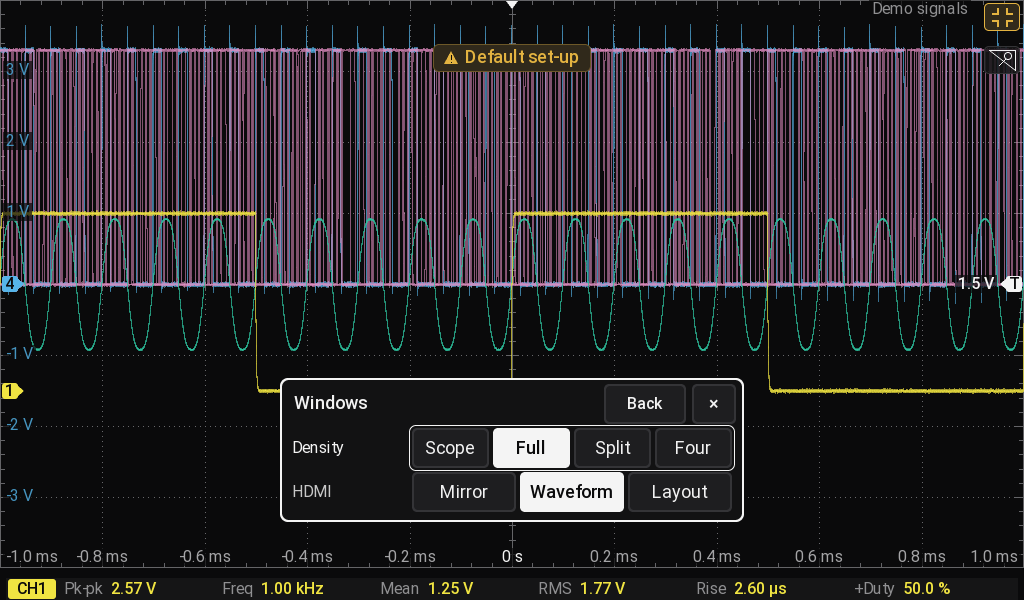 Demo signals
Default set-up
3 V
2 V
1 V
4
1.5 V T
-1 V
1
-2 V
-3 V
Windows Back ×
Density Scope Full Split Four
HDMI Mirror Waveform Layout
-1.0 ms -0.8 ms -0.6 ms -0.4 ms -0.2 ms 0 s 0.2 ms 0.4 ms 0.6 ms 0.8 ms 1.0 ms
CH1 Pk-pk 2.57 V Freq 1.00 kHz Mean 1.25 V RMS 1.77 V Rise 2.60 µs +Duty 50.0 %